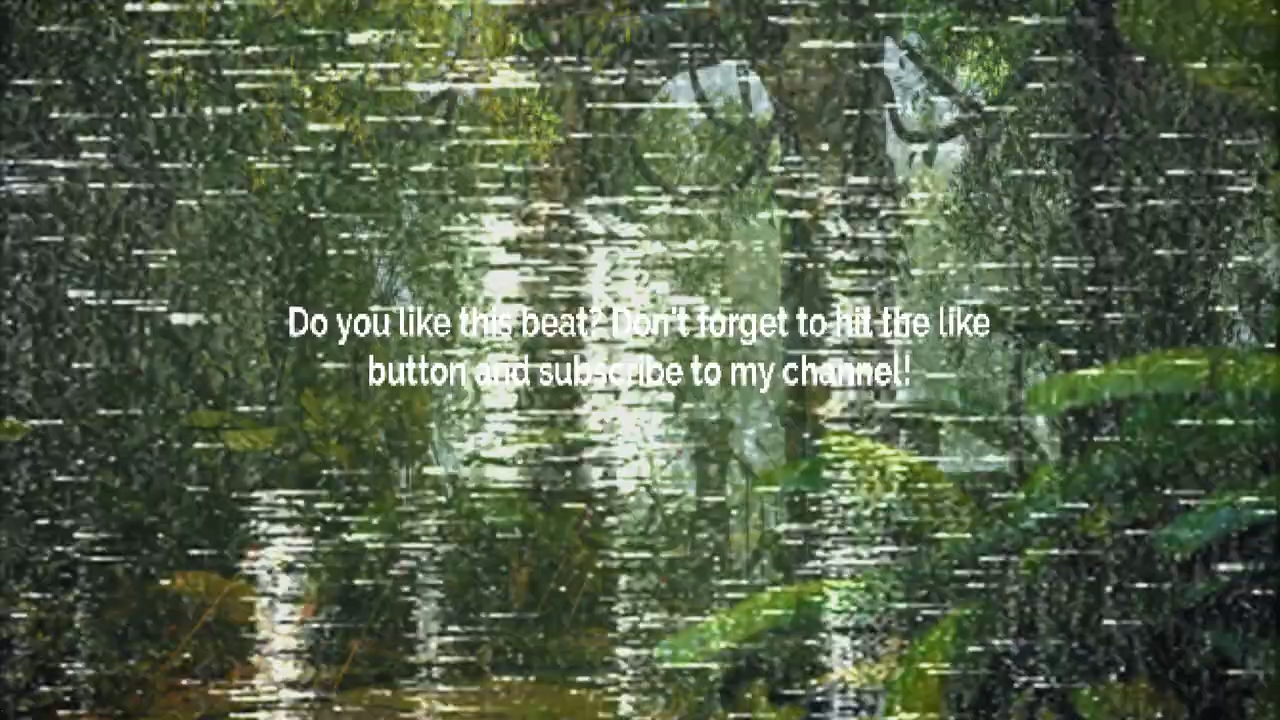 Do you like this beat? Don't forget to hit the like
button and subscribe to my channel!